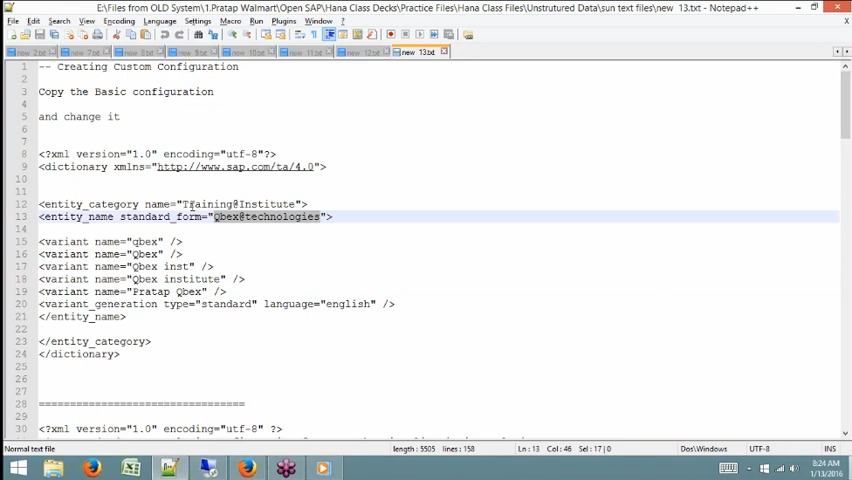 E:\Files from OLD System\1.Pratap Walmart\Open SAP\Hana Class Decks\Practice Files\Hana Class Files\Unstrutured Data\sun text files\new 13.txt - Notepad++
File Edit Search View Encoding Language Settings Macro Run Plugins Window ?
new 2.txt new 7.txt new 8.txt new 9.txt new 10.txt new 11.txt new 12.txt new 13.txt
1 -- Creating Custom Configuration
2
3 Copy the Basic configuration
4
5 and change it
6
7
8 <?xml version="1.0" encoding="utf-8"?>
9 <dictionary xmlns="http://www.sap.com/ta/4.0">
10
11
12 <entity_category name="Training@Institute">
13 <entity_name standard_form="Qbex@technologies">
14
15 <variant name="qbex" />
16 <variant name="Qbex" />
17 <variant name="Qbex inst" />
18 <variant name="Qbex institute" />
19 <variant name="Pratap Qbex" />
20 <variant_generation type="standard" language="english" />
21 </entity_name>
22
23 </entity_category>
24 </dictionary>
25
26
27
28 =================================
29
30 <?xml version="1.0" encoding="utf-8" ?>
Normal text file length : 5505 lines : 158 Ln : 13 Col : 46 Sel : 17 | 0 Dos\Windows UTF-8 INS
8:24 AM
1/13/2016